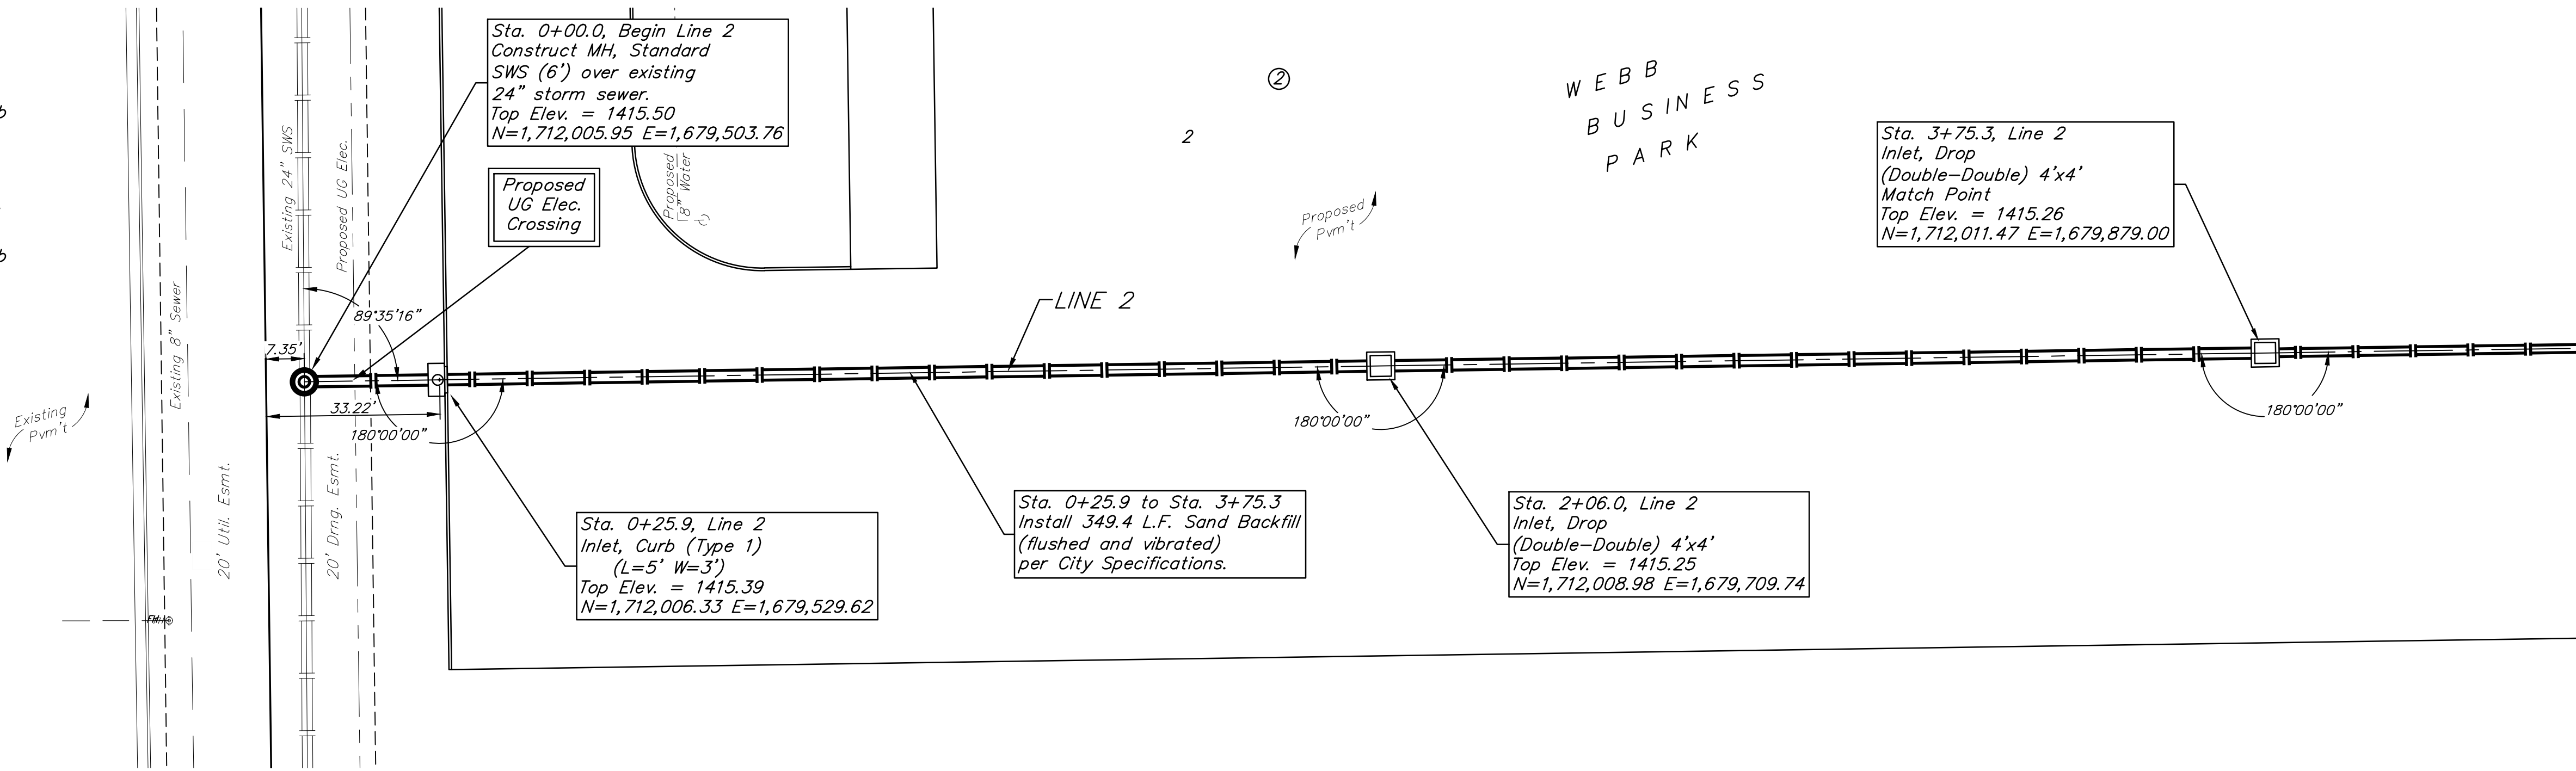 Sta. 0+00.0, Begin Line 2
Construct MH, Standard
SWS (6') over existing
24" storm sewer.
Top Elev. = 1415.50
N=1,712,005.95 E=1,679,503.76
Proposed
UG Elec.
Crossing
Existing 24" SWS
Proposed UG Elec.
Proposed
8" Water
2
2
WEBB
BUSINESS
PARK
Proposed
Pvm't
Sta. 3+75.3, Line 2
Inlet, Drop
(Double-Double) 4'x4'
Match Point
Top Elev. = 1415.26
N=1,712,011.47 E=1,679,879.00
Existing 8" Sewer
89°35'16"
7.35'
LINE 2
33.22'
180°00'00"
180°00'00"
180°00'00"
Existing
Pvm't
20' Util. Esmt.
20' Drng. Esmt.
FH
Sta. 0+25.9, Line 2
Inlet, Curb (Type 1)
(L=5' W=3')
Top Elev. = 1415.39
N=1,712,006.33 E=1,679,529.62
Sta. 0+25.9 to Sta. 3+75.3
Install 349.4 L.F. Sand Backfill
(flushed and vibrated)
per City Specifications.
Sta. 2+06.0, Line 2
Inlet, Drop
(Double-Double) 4'x4'
Top Elev. = 1415.25
N=1,712,008.98 E=1,679,709.74